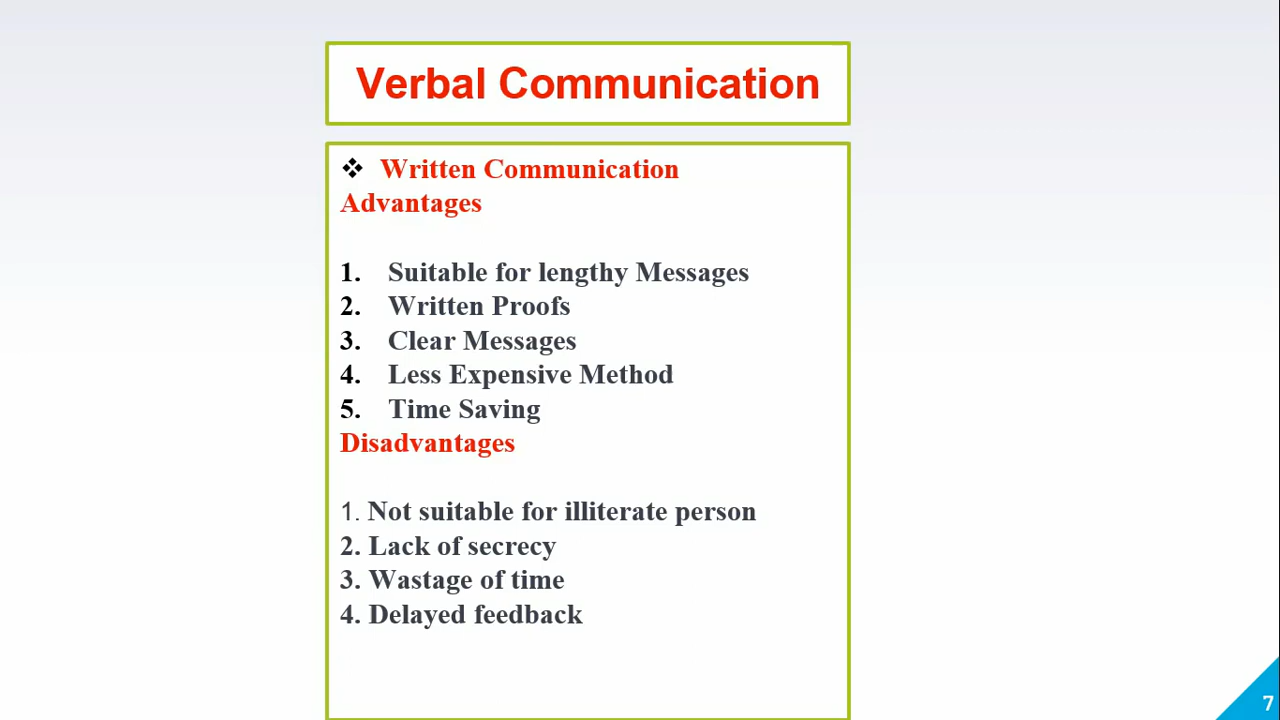 Verbal Communication
❖ Written Communication
Advantages
1. Suitable for lengthy Messages
2. Written Proofs
3. Clear Messages
4. Less Expensive Method
5. Time Saving
Disadvantages
1. Not suitable for illiterate person
2. Lack of secrecy
3. Wastage of time
4. Delayed feedback
7